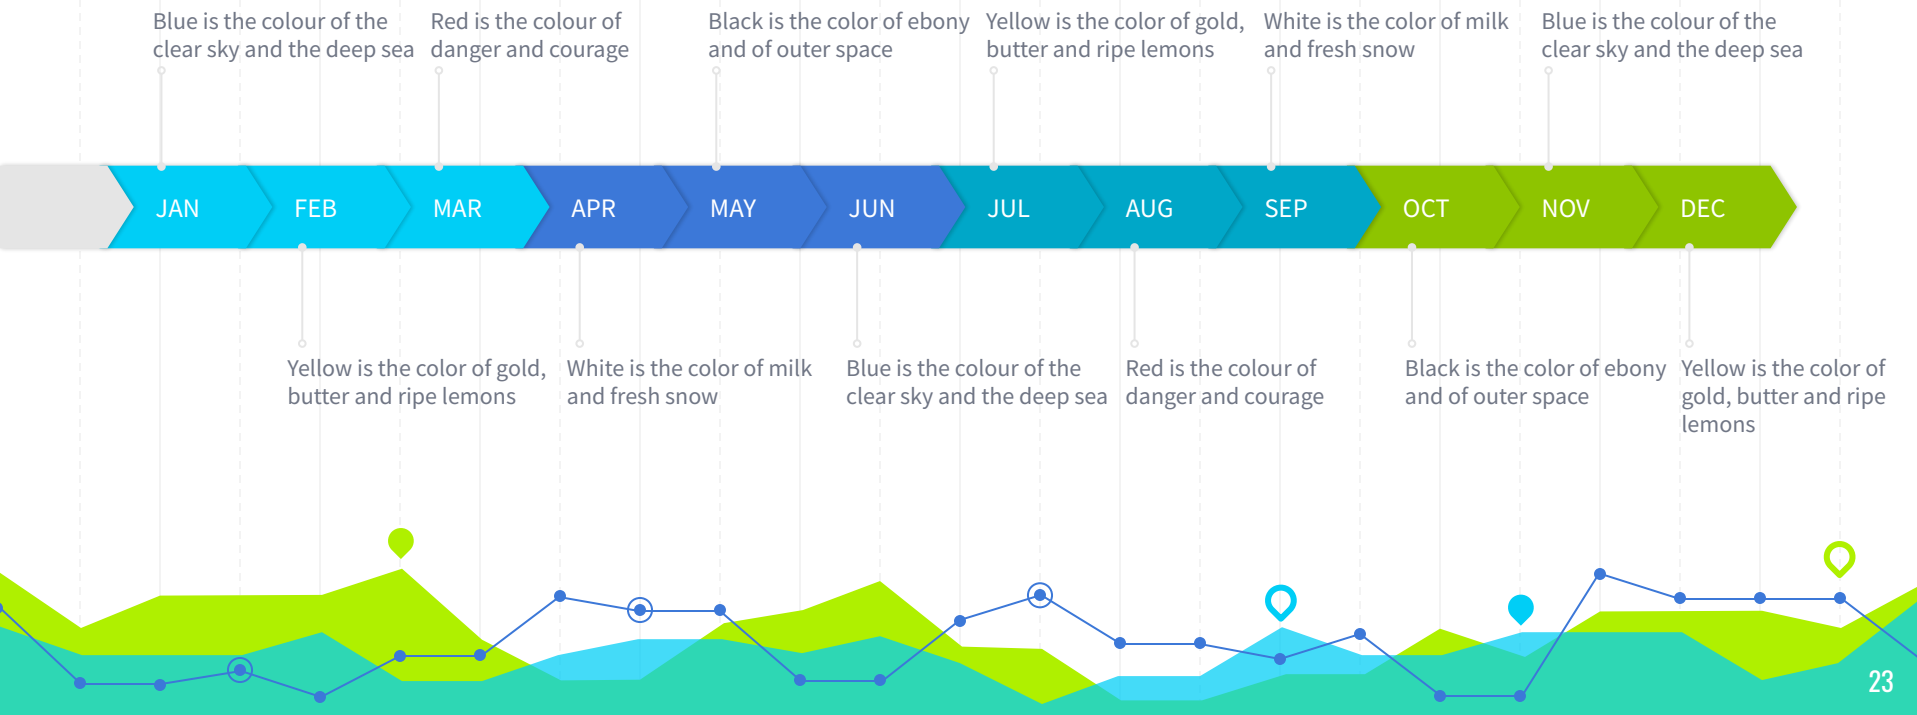 Blue is the colour of the
clear sky and the deep sea
Red is the colour of
danger and courage
Black is the color of ebony
and of outer space
Yellow is the color of gold,
butter and ripe lemons
White is the color of milk
and fresh snow
Blue is the colour of the
clear sky and the deep sea
JAN
FEB
MAR
APR
MAY
JUN
JUL
AUG
SEP
OCT
NOV
DEC
Yellow is the color of gold,
butter and ripe lemons
White is the color of milk
and fresh snow
Blue is the colour of the
clear sky and the deep sea
Red is the colour of
danger and courage
Black is the color of ebony
and of outer space
Yellow is the color of
gold, butter and ripe
lemons
23